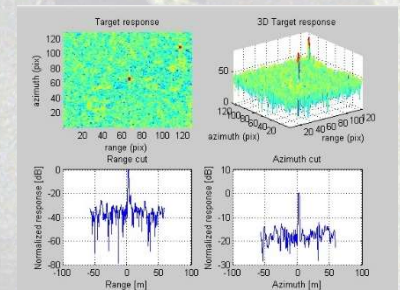 Target response
120
100
80
60
40
20
azimuth (pix)
20 40 60 80 100 120
range (pix)
3D Target response
50
0
120
100
80
60
40
20
azimuth (pix)
20 40 60 80 100 120
range (pix)
Range cut
Normalized response [dB]
0
-20
-40
-60
-80
-100 -50 0 50 100
Range [m]
Azimuth cut
Normalized response [dB]
10
0
-10
-20
-30
-100 -50 0 50 100
Azimuth [m]